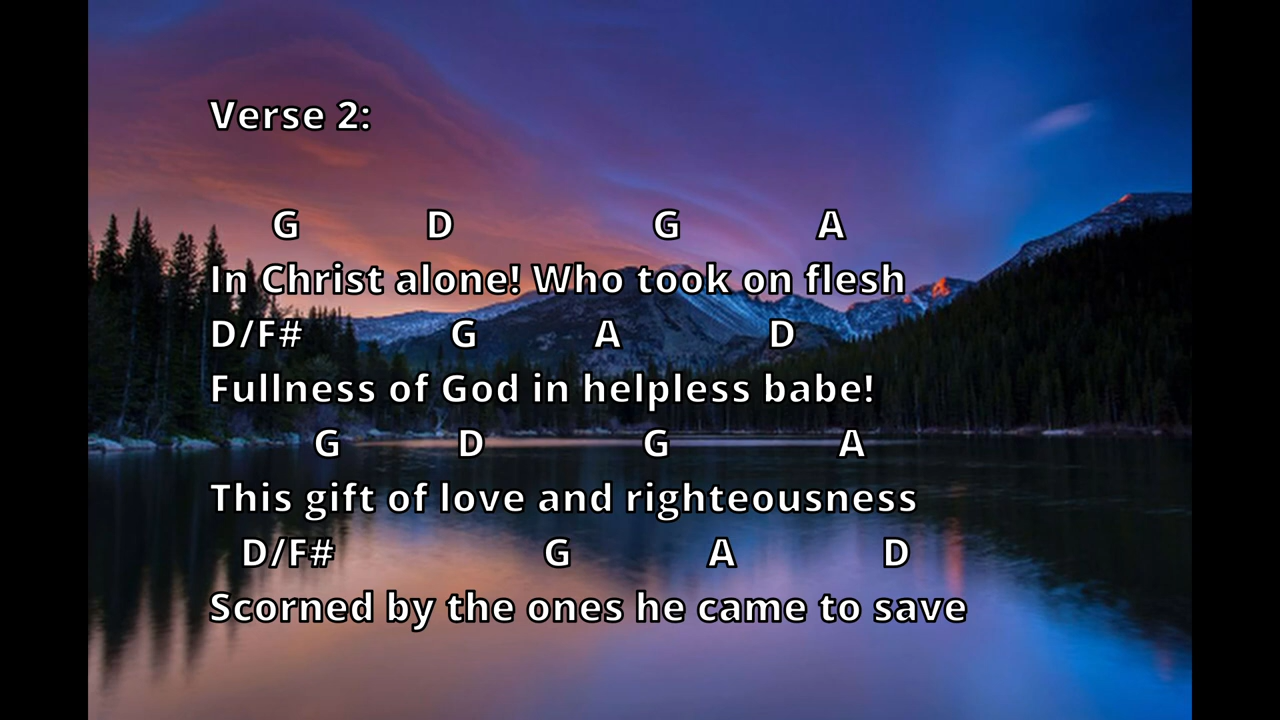 Verse 2:
G D G A
In Christ alone! Who took on flesh
D/F# G A D
Fullness of God in helpless babe!
G D G A
This gift of love and righteousness
D/F# G A D
Scorned by the ones he came to save